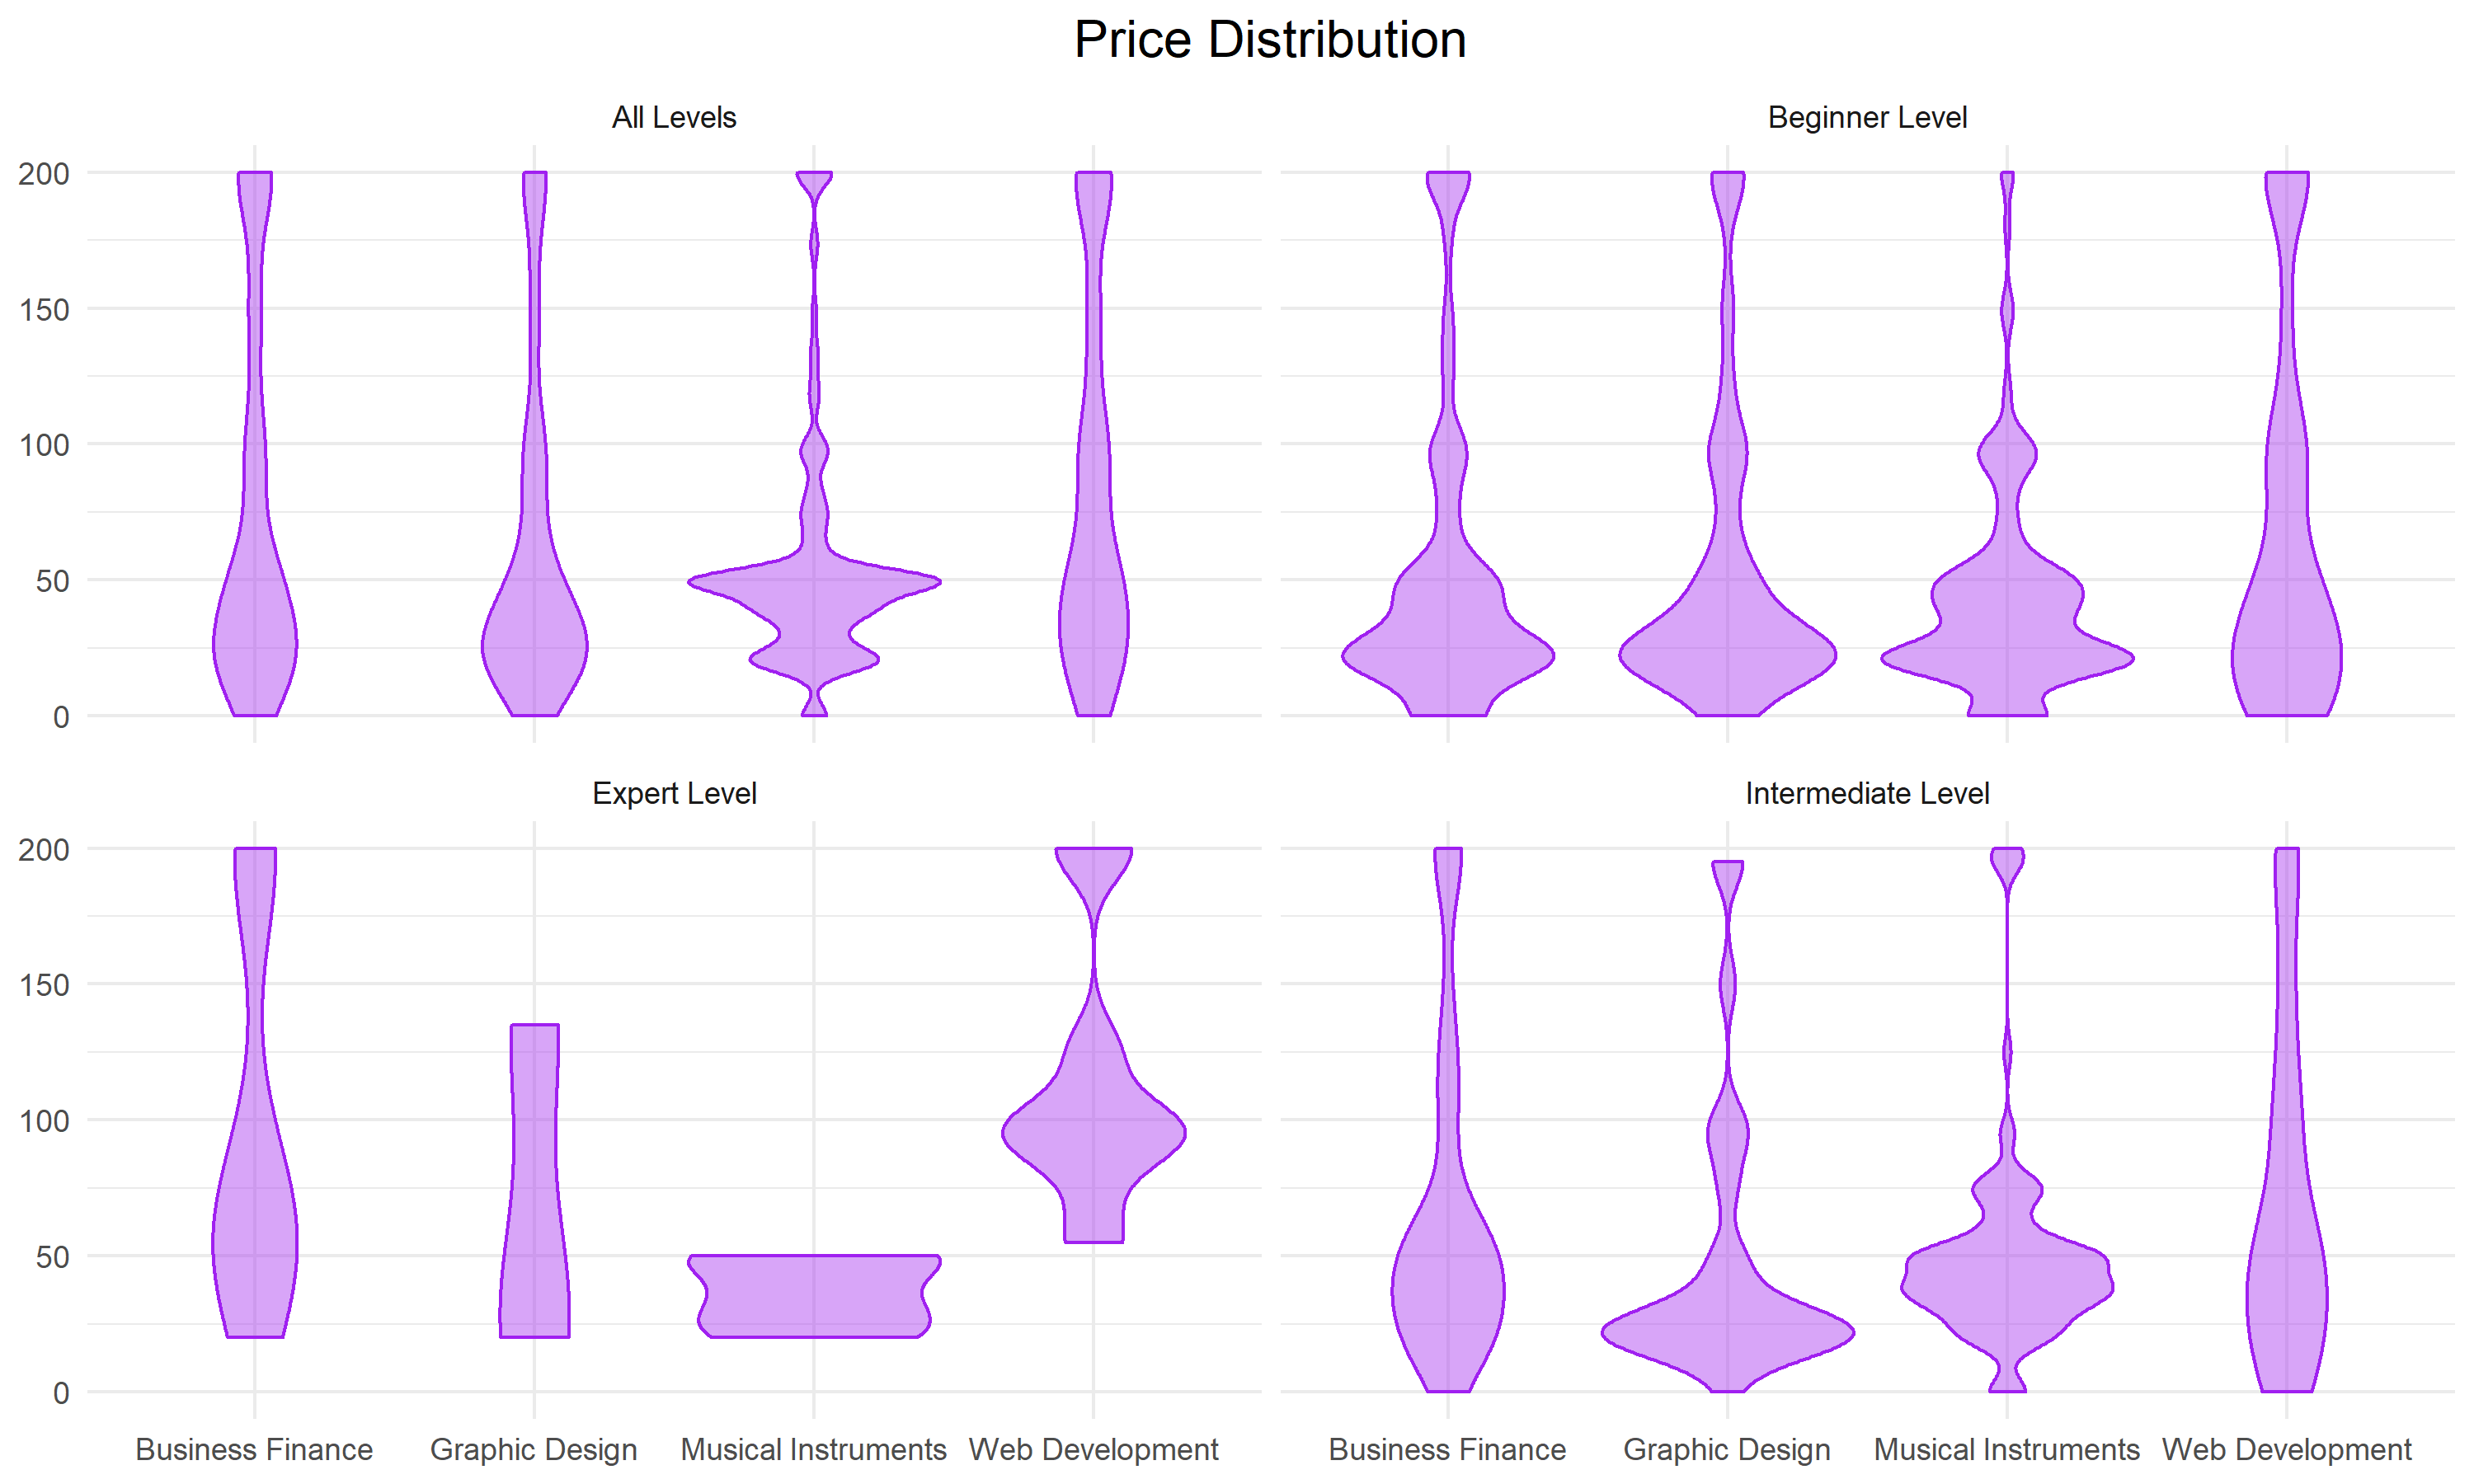 Price Distribution
All Levels
Beginner Level
200
150
100
50
0
Expert Level
Intermediate Level
200
150
100
50
0
Business Finance Graphic Design Musical Instruments Web Development Business Finance Graphic Design Musical Instruments Web Development